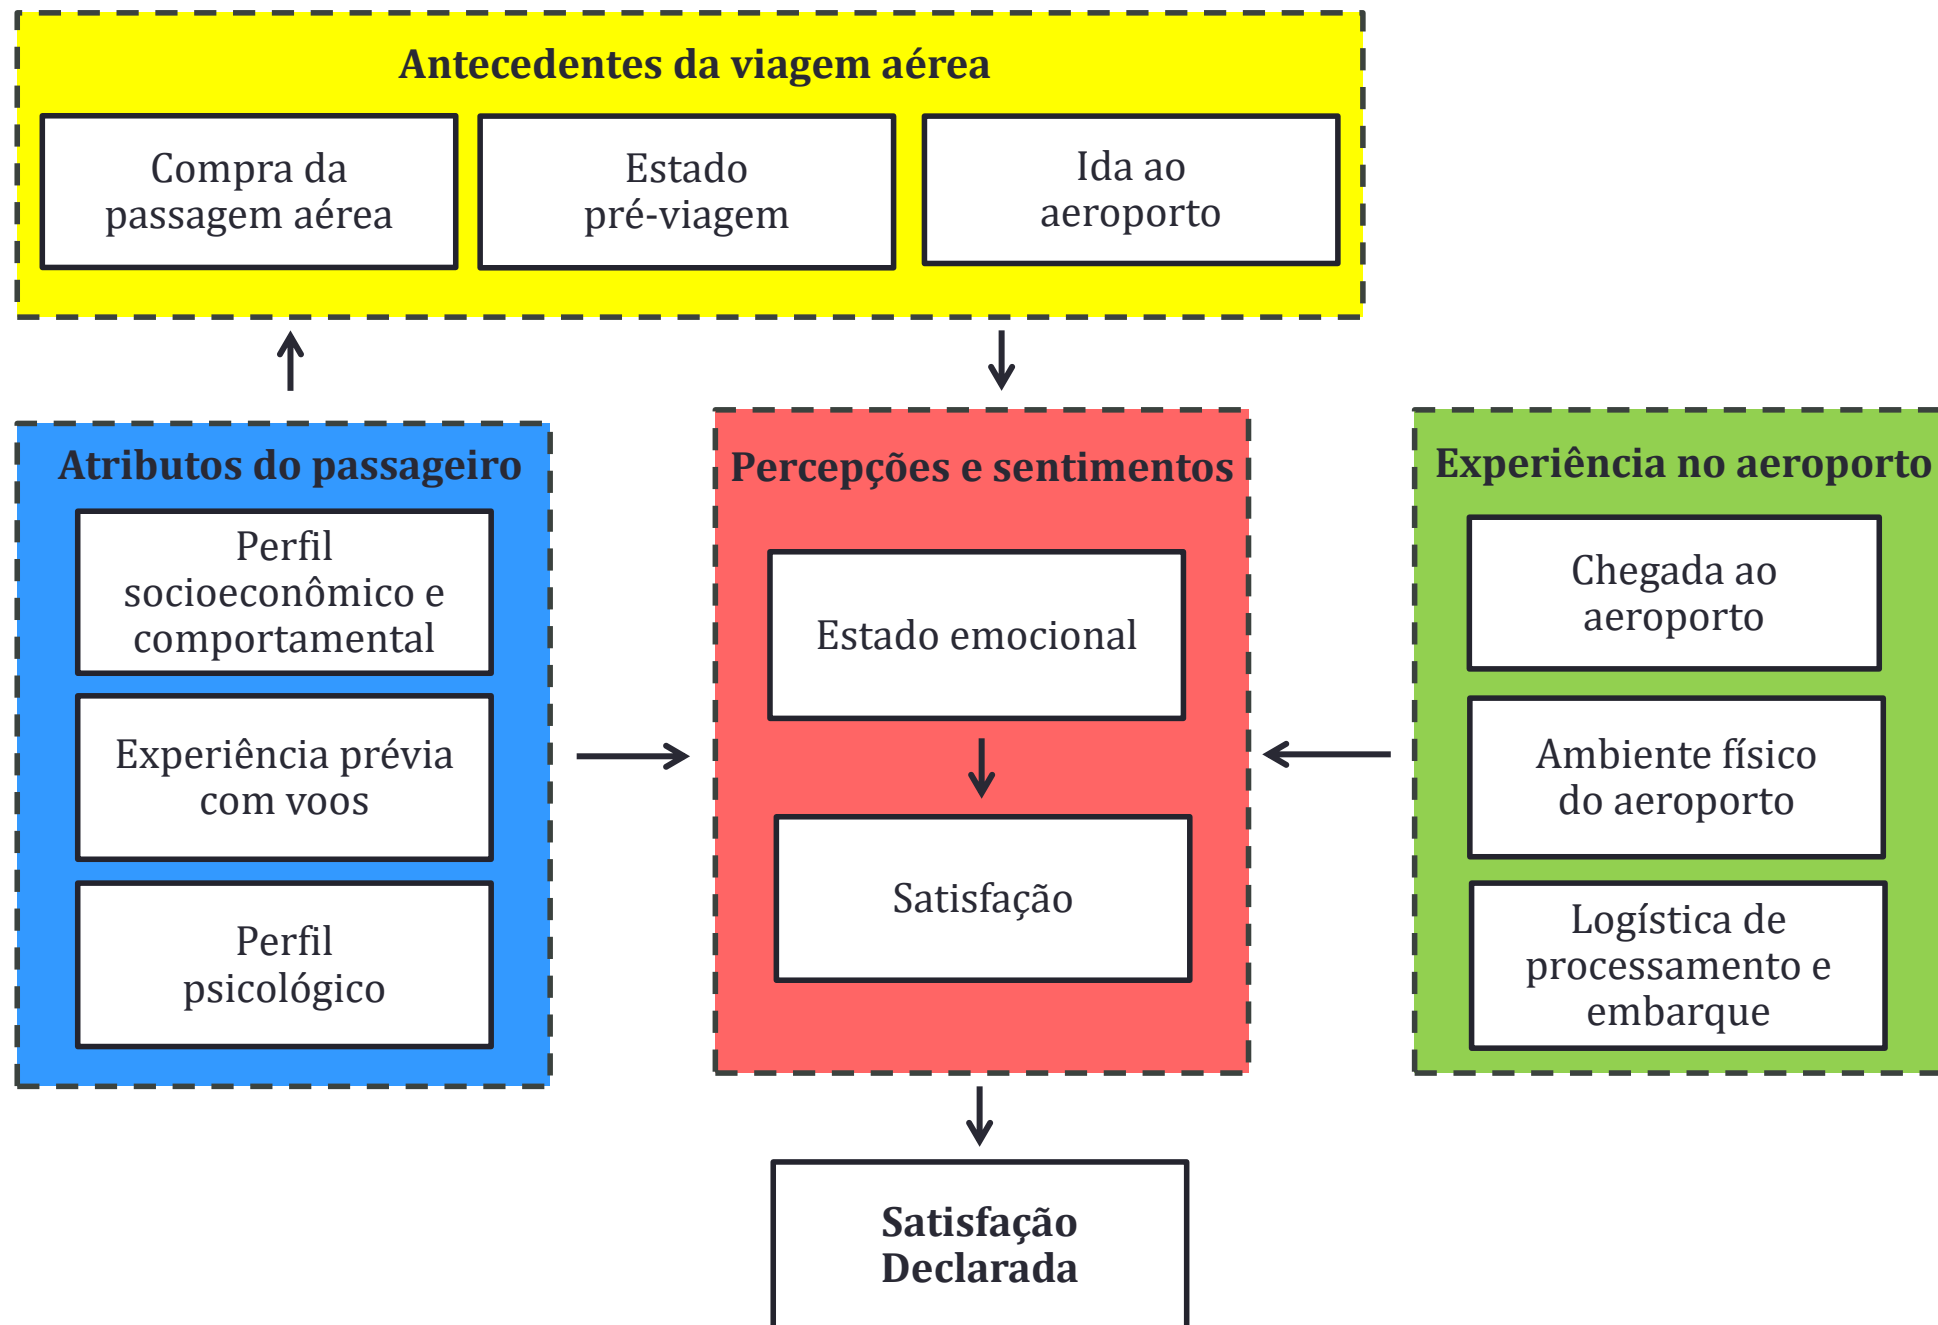 Antecedentes da viagem aérea
Compra da
passagem aérea
Estado
pré-viagem
Ida ao
aeroporto
Atributos do passageiro
Perfil
socioeconômico e
comportamental
Experiência prévia
com voos
Perfil
psicológico
Percepções e sentimentos
Estado emocional
Satisfação
Experiência no aeroporto
Chegada ao
aeroporto
Ambiente físico
do aeroporto
Logística de
processamento e
embarque
Satisfação
Declarada